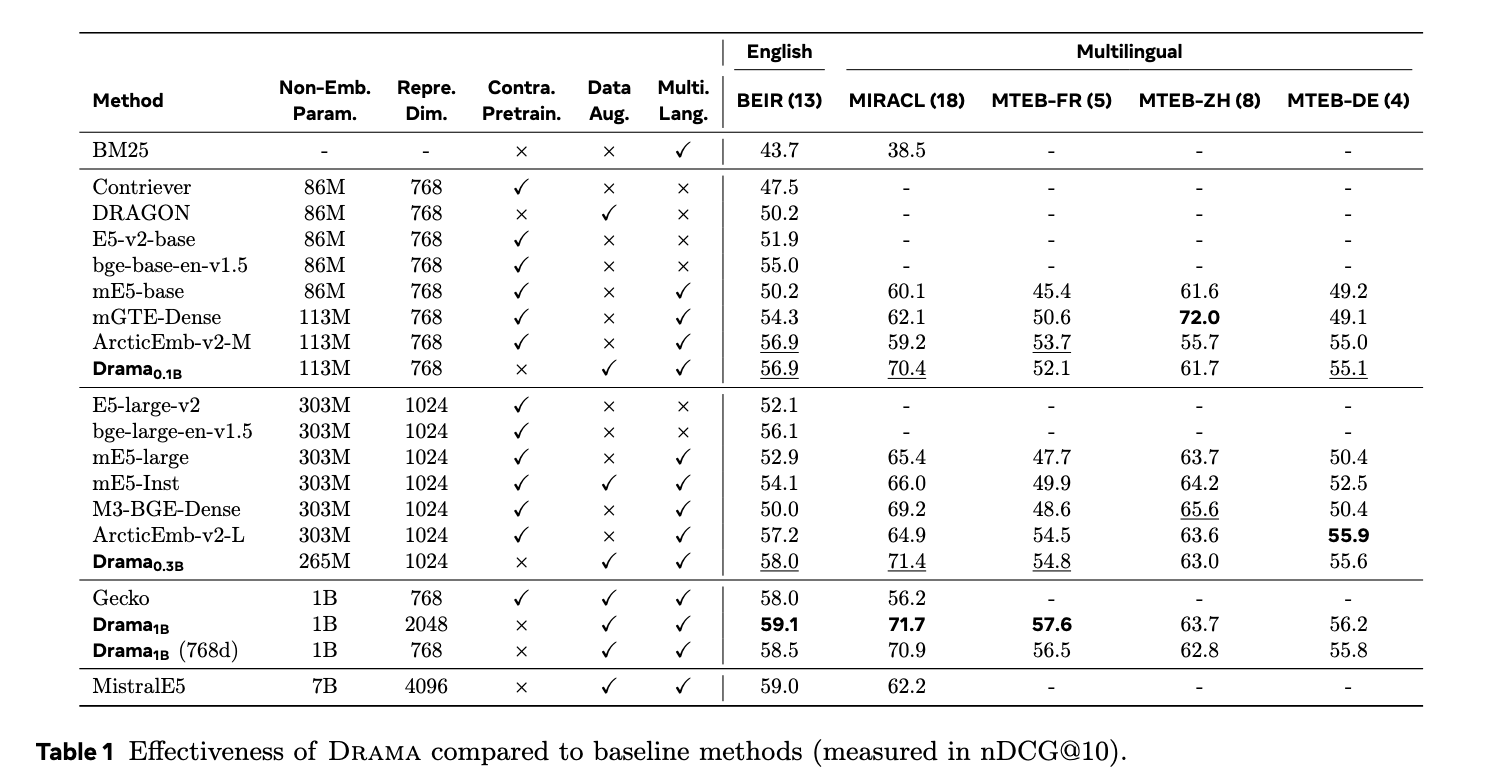 English Multilingual
Method Non-Emb. Param. Repre. Dim. Contra. Pretrain. Data Aug. Multi. Lang. BEIR (13) MIRACL (18) MTEB-FR (5) MTEB-ZH (8) MTEB-DE (4)
BM25 - - × × ✓ 43.7 38.5 - - -
Contriever 86M 768 ✓ × × 47.5 - - - -
DRAGON 86M 768 × ✓ × 50.2 - - - -
E5-v2-base 86M 768 ✓ × × 51.9 - - - -
bge-base-en-v1.5 86M 768 ✓ × × 55.0 - - - -
mE5-base 86M 768 ✓ × ✓ 50.2 60.1 45.4 61.6 49.2
mGTE-Dense 113M 768 ✓ × ✓ 54.3 62.1 50.6 72.0 49.1
ArcticEmb-v2-M 113M 768 ✓ × ✓ 56.9 59.2 53.7 55.7 55.0
Drama0.1B 113M 768 × ✓ ✓ 56.9 70.4 52.1 61.7 55.1
E5-large-v2 303M 1024 ✓ × × 52.1 - - - -
bge-large-en-v1.5 303M 1024 ✓ × × 56.1 - - - -
mE5-large 303M 1024 ✓ × ✓ 52.9 65.4 47.7 63.7 50.4
mE5-Inst 303M 1024 ✓ ✓ ✓ 54.1 66.0 49.9 64.2 52.5
M3-BGE-Dense 303M 1024 ✓ × ✓ 50.0 69.2 48.6 65.6 50.4
ArcticEmb-v2-L 303M 1024 ✓ × ✓ 57.2 64.9 54.5 63.6 55.9
Drama0.3B 265M 1024 × ✓ ✓ 58.0 71.4 54.8 63.0 55.6
Gecko 1B 768 ✓ ✓ ✓ 58.0 56.2 - - -
Drama1B 1B 2048 × ✓ ✓ 59.1 71.7 57.6 63.7 56.2
Drama1B (768d) 1B 768 × ✓ ✓ 58.5 70.9 56.5 62.8 55.8
MistralE5 7B 4096 × ✓ ✓ 59.0 62.2 - - -
Table 1 Effectiveness of DRAMA compared to baseline methods (measured in nDCG@10).